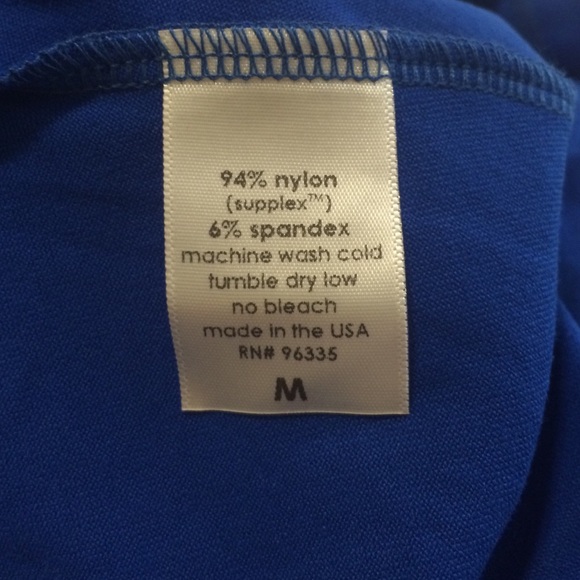 94% nylon
(supplex™)
6% spandex
machine wash cold
tumble dry low
no bleach
made in the USA
RN# 96335
M